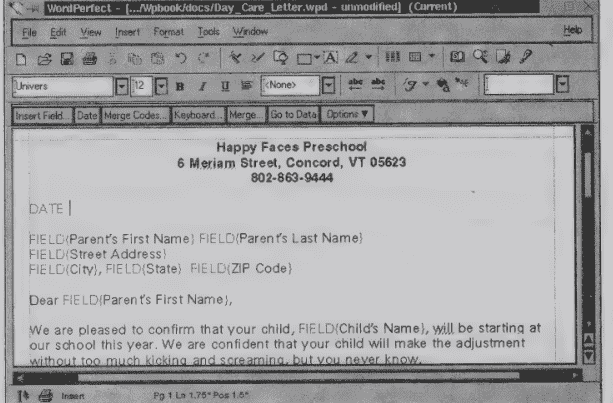 WordPerfect - [.../Wpbook/docs/Day_Care_Letter.wpd - unmodified] (Current)
File Edit View Insert Format Tools Window Help
Univers 12 B I U <None> abc abc
Insert Field... Date Merge Codes... Keyboard... Merge... Go to Data Options ▼
Happy Faces Preschool
6 Meriam Street, Concord, VT 05623
802-863-9444
DATE
FIELD(Parent's First Name) FIELD(Parent's Last Name)
FIELD(Street Address)
FIELD(City), FIELD(State) FIELD(ZIP Code)
Dear FIELD(Parent's First Name),
We are pleased to confirm that your child, FIELD(Child's Name), will be starting at
our school this year. We are confident that your child will make the adjustment
without too much kicking and screaming, but you never know.
Insert Pg 1 Ln 1.75" Pos 1.5"